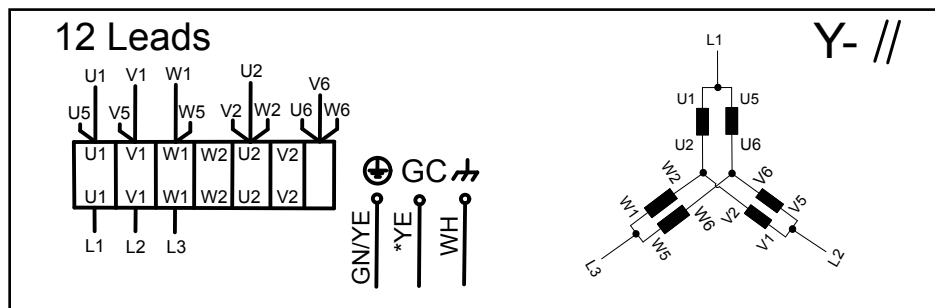 12 Leads
Y- //
U1 V1 W1 U2 V6
U5 V5 W5 V2 W2 U6 W6
U1 V1 W1 W2 U2 V2
U1 V1 W1 W2 U2 V2
L1 L2 L3
GC
GN/YE *YE WH
L1
U1 U5
U2 U6
W2 V6
W1 W6 V2 V5
W5 V1
L3 L2